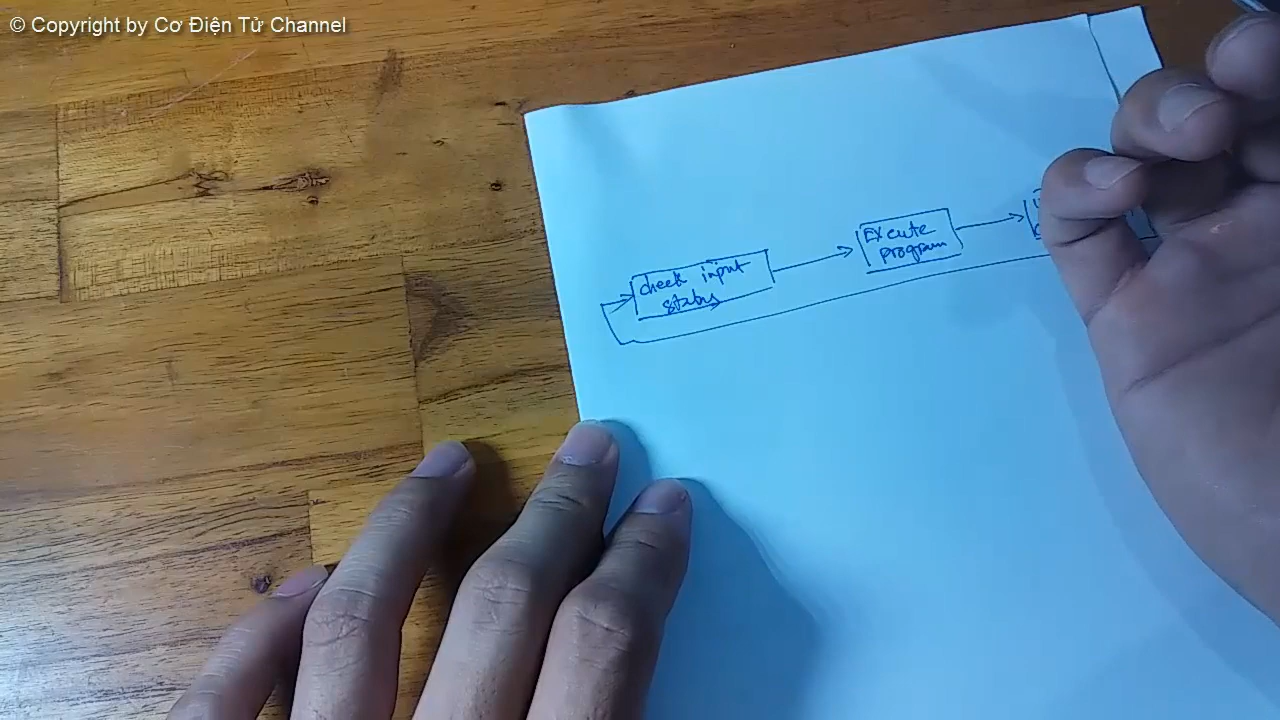 © Copyright by Cơ Điện Tử Channel
check input
status
Execute
program